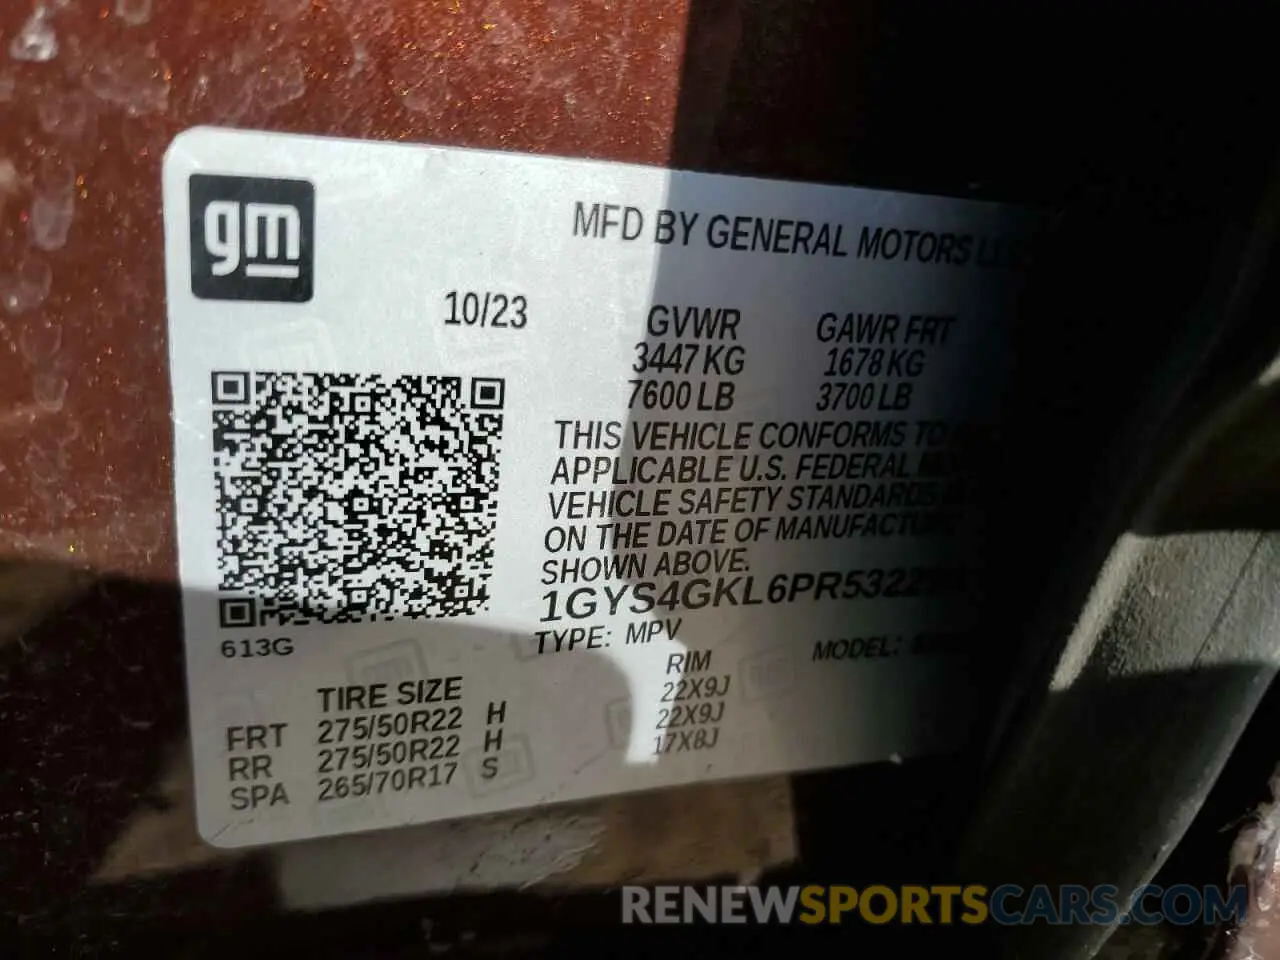 gm
MFD BY GENERAL MOTORS LLC
10/23
GVWR GAWR FRT
3447 KG 1678 KG
7600 LB 3700 LB
THIS VEHICLE CONFORMS TO
APPLICABLE U.S. FEDERAL
VEHICLE SAFETY STANDARDS
ON THE DATE OF MANUFACTURE
SHOWN ABOVE.
1GYS4GKL6PR5322
TYPE: MPV MODEL:
613G
TIRE SIZE RIM
FRT 275/50R22 H 22X9J
RR 275/50R22 H 22X9J
SPA 265/70R17 S 17X8J
RENEWSPORTSCARS.COM